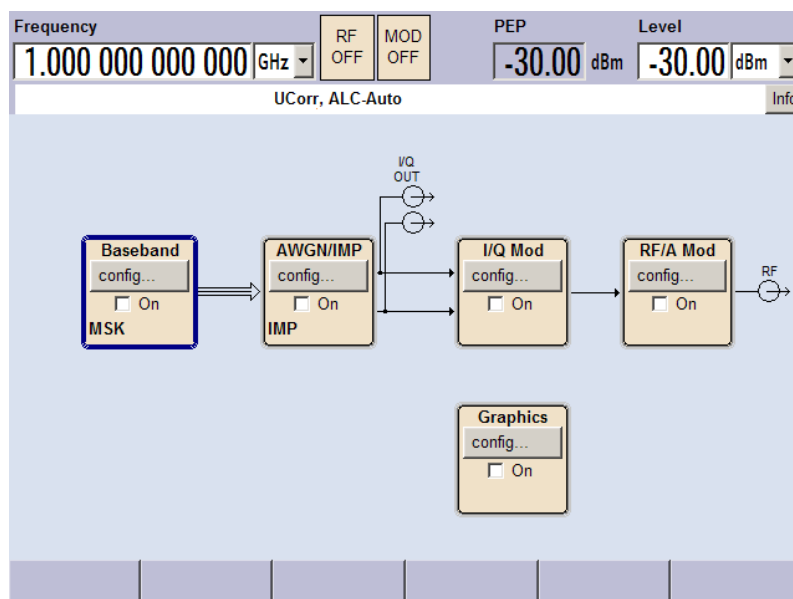 Frequency
1.000 000 000 000 GHz
RF OFF
MOD OFF
PEP
-30.00 dBm
Level
-30.00 dBm
UCorr, ALC-Auto
Info
I/Q
OUT
Baseband
config...
On
MSK
AWGN/IMP
config...
On
IMP
I/Q Mod
config...
On
RF/A Mod
config...
On
RF
Graphics
config...
On